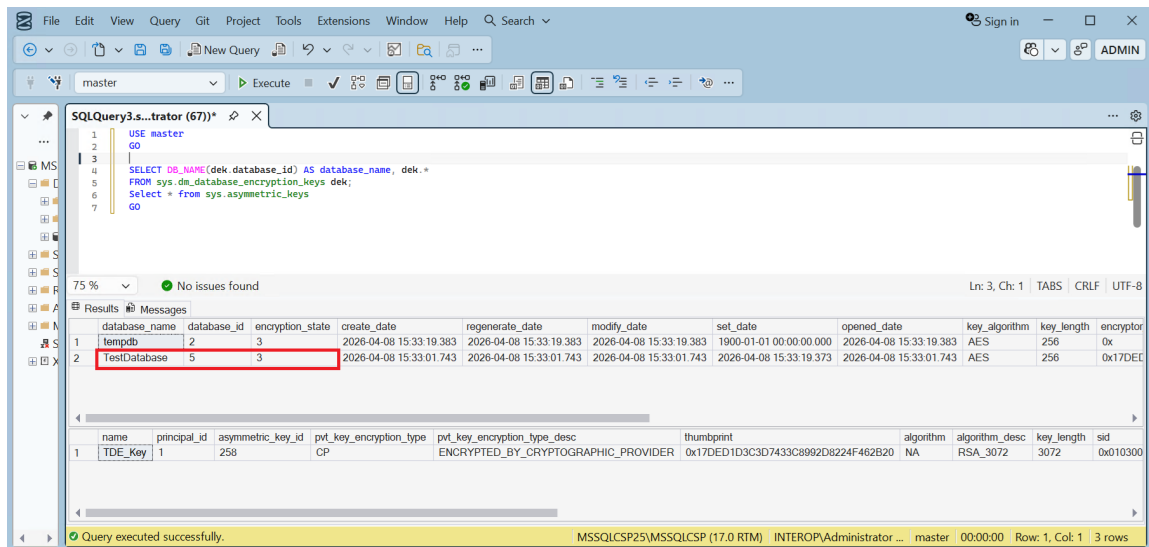 File Edit View Query Git Project Tools Extensions Window Help Search Sign in
New Query ADMIN
master Execute
SQLQuery3.s...trator (67))*
1 USE master
2 GO
3
4 SELECT DB_NAME(dek.database_id) AS database_name, dek.*
5 FROM sys.dm_database_encryption_keys dek;
6 Select * from sys.asymmetric_keys
7 GO
MS
75 % No issues found Ln: 3, Ch: 1 TABS CRLF UTF-8
Results Messages
database_name database_id encryption_state create_date regenerate_date modify_date set_date opened_date key_algorithm key_length encryptor
1 tempdb 2 3 2026-04-08 15:33:19.383 2026-04-08 15:33:19.383 2026-04-08 15:33:19.383 1900-01-01 00:00:00.000 2026-04-08 15:33:19.383 AES 256 0x
2 TestDatabase 5 3 2026-04-08 15:33:01.743 2026-04-08 15:33:01.743 2026-04-08 15:33:01.743 2026-04-08 15:33:19.373 2026-04-08 15:33:01.743 AES 256 0x17DED
name principal_id asymmetric_key_id pvt_key_encryption_type pvt_key_encryption_type_desc thumbprint algorithm algorithm_desc key_length sid
1 TDE_Key 1 258 CP ENCRYPTED_BY_CRYPTOGRAPHIC_PROVIDER 0x17DED1D3C3D7433C8992D8224F462B20 NA RSA_3072 3072 0x010300
Query executed successfully. MSSQLCSP25\MSSQLCSP (17.0 RTM) INTEROP\Administrator ... master 00:00:00 Row: 1, Col: 1 3 rows